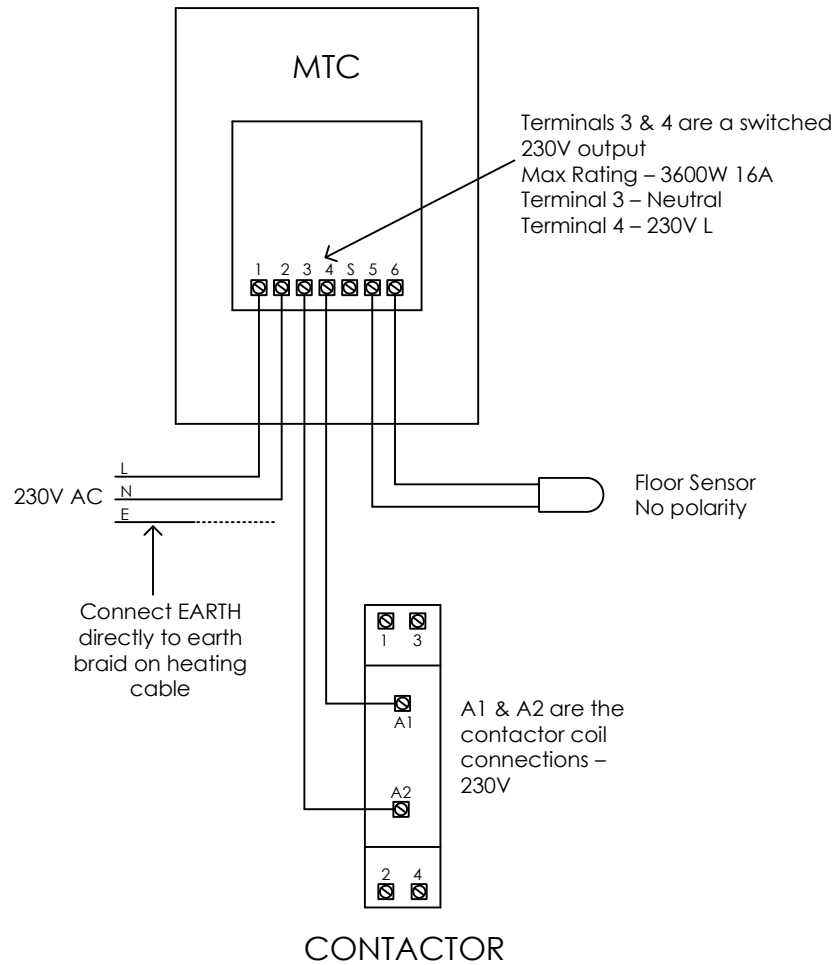 MTC
Terminals 3 & 4 are a switched
230V output
Max Rating – 3600W 16A
Terminal 3 – Neutral
Terminal 4 – 230V L
1 2 3 4 S 5 6
L
230V AC N
E
Floor Sensor
No polarity
Connect EARTH
directly to earth
braid on heating
cable
1 3
A1
A1 & A2 are the
contactor coil
connections –
230V
A2
2 4
CONTACTOR